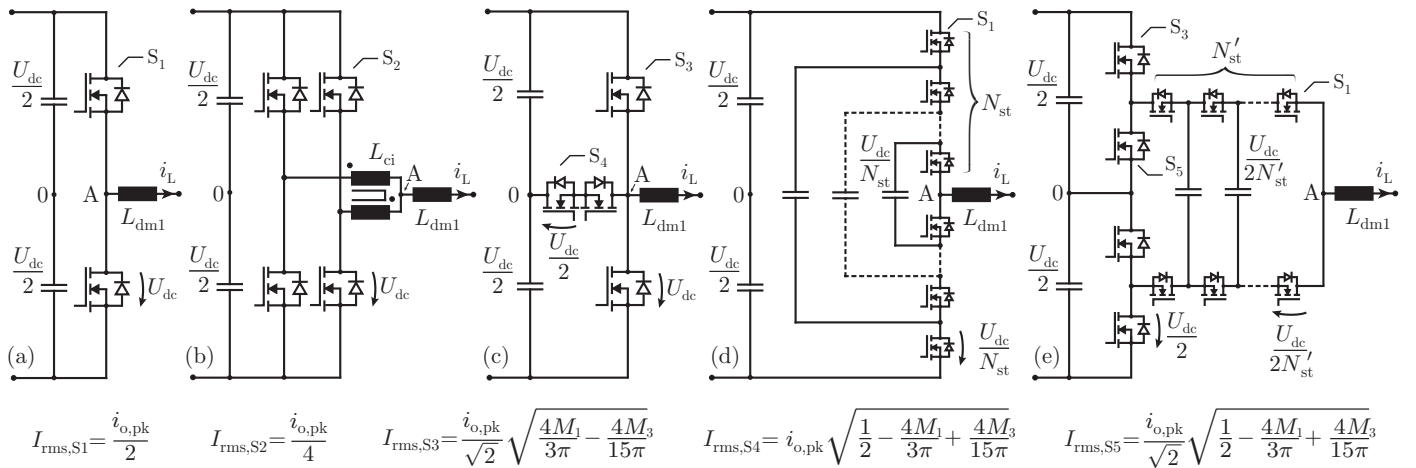 S1
Udc/2
0
A
iL
Ldm1
Udc/2
Udc
(a)
S2
Udc/2
Lci
0
A
iL
Ldm1
Udc/2
Udc
(b)
S3
Udc/2
S4
0
A
iL
Ldm1
Udc/2
Udc/2
Udc
(c)
S1
Udc/2
Nst
Udc/Nst
0
A
iL
Ldm1
Udc/2
Udc/Nst
(d)
S3
N′st
S1
Udc/2
S5
Udc/2N′st
0
A
iL
Ldm1
Udc/2
Udc/2
Udc/2N′st
(e)
Irms,S1= io,pk/2
Irms,S2= io,pk/4
Irms,S3= io,pk/√2 √(4M1/3π − 4M3/15π)
Irms,S4= io,pk √(1/2 − 4M1/3π + 4M3/15π)
Irms,S5= io,pk/√2 √(1/2 − 4M1/3π + 4M3/15π)